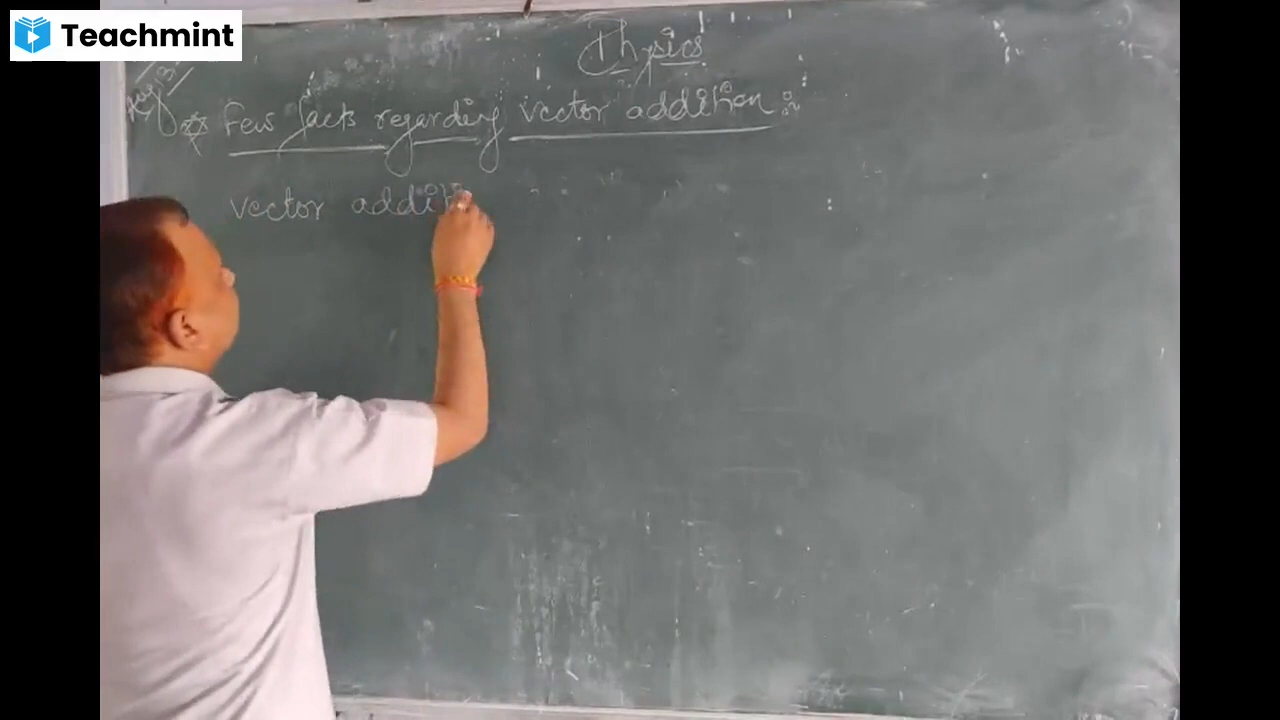 Teachmint
Physics
Few facts regarding vector addition :
vector additi